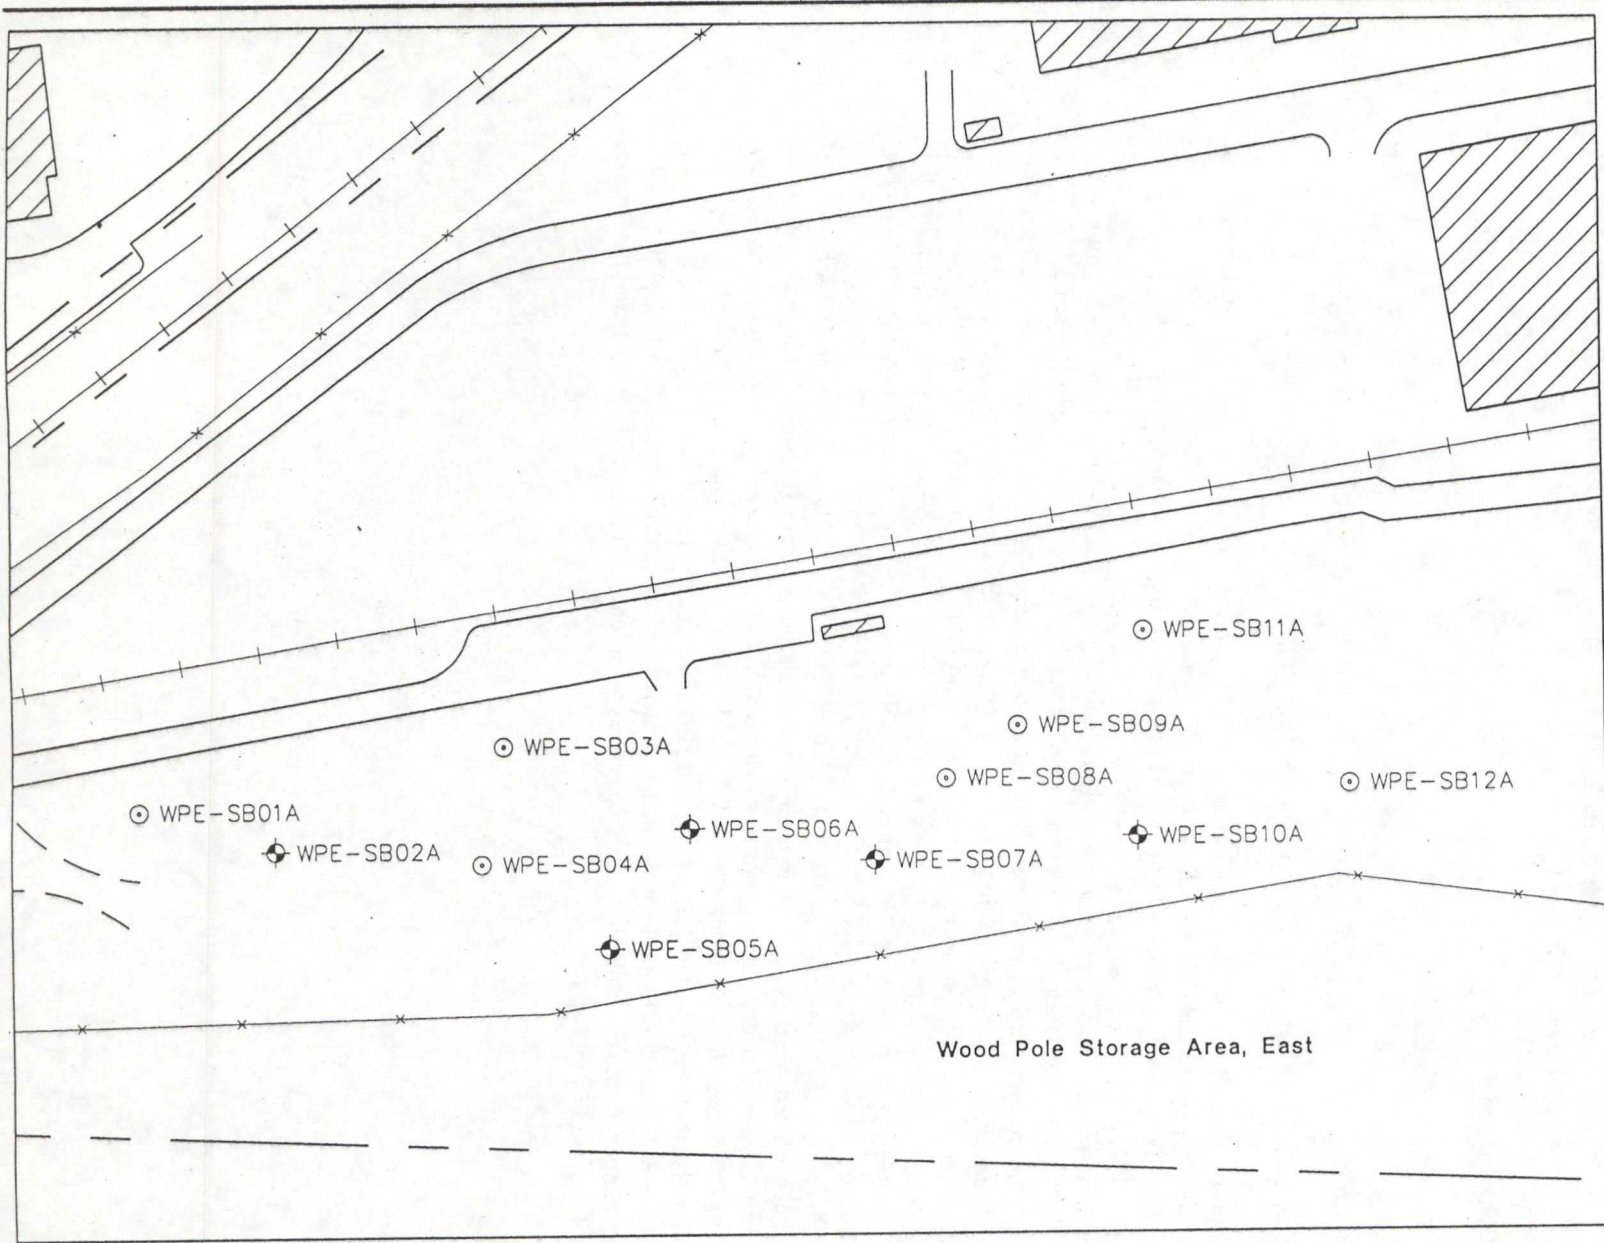 WPE-SB11A
WPE-SB09A
WPE-SB03A
WPE-SB08A
WPE-SB12A
WPE-SB01A
WPE-SB06A
WPE-SB10A
WPE-SB02A
WPE-SB04A
WPE-SB07A
WPE-SB05A
Wood Pole Storage Area, East